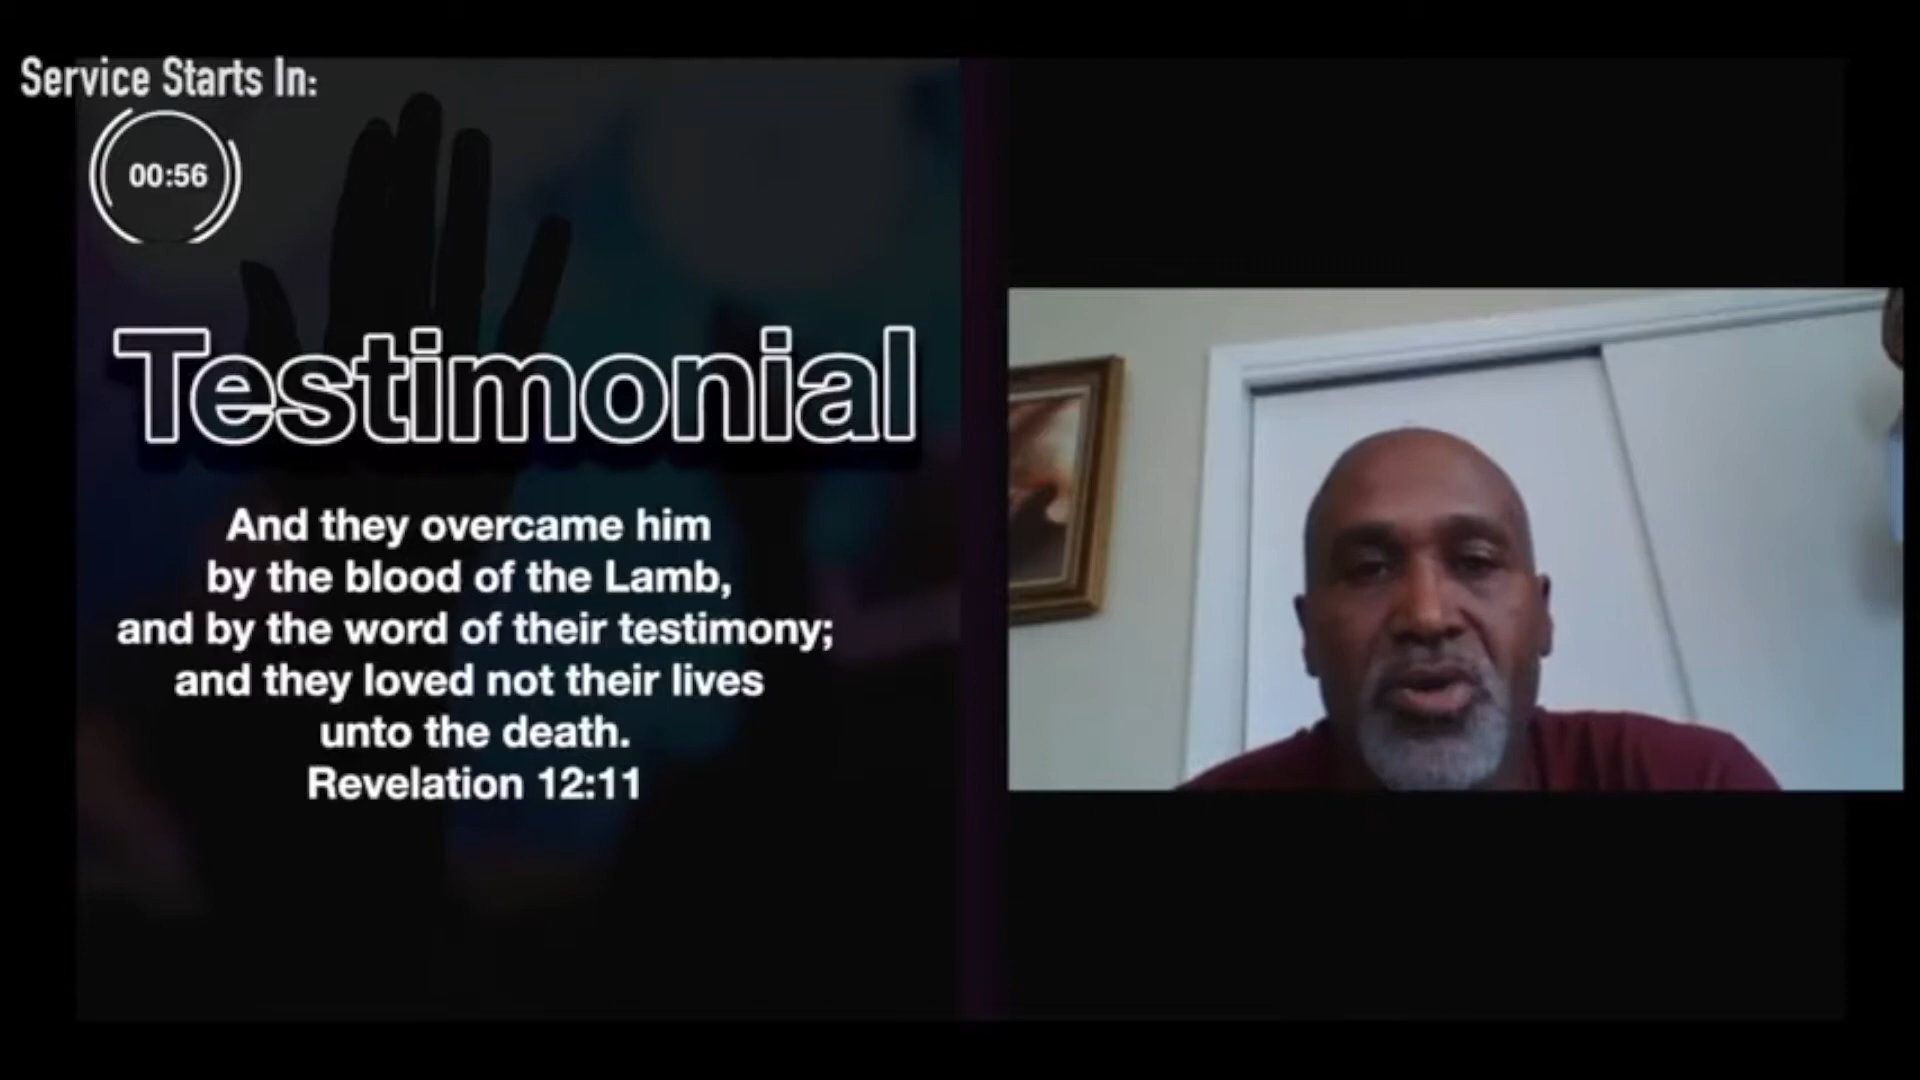 Service Starts In:
00:56
Testimonial
And they overcame him
by the blood of the Lamb,
and by the word of their testimony;
and they loved not their lives
unto the death.
Revelation 12:11